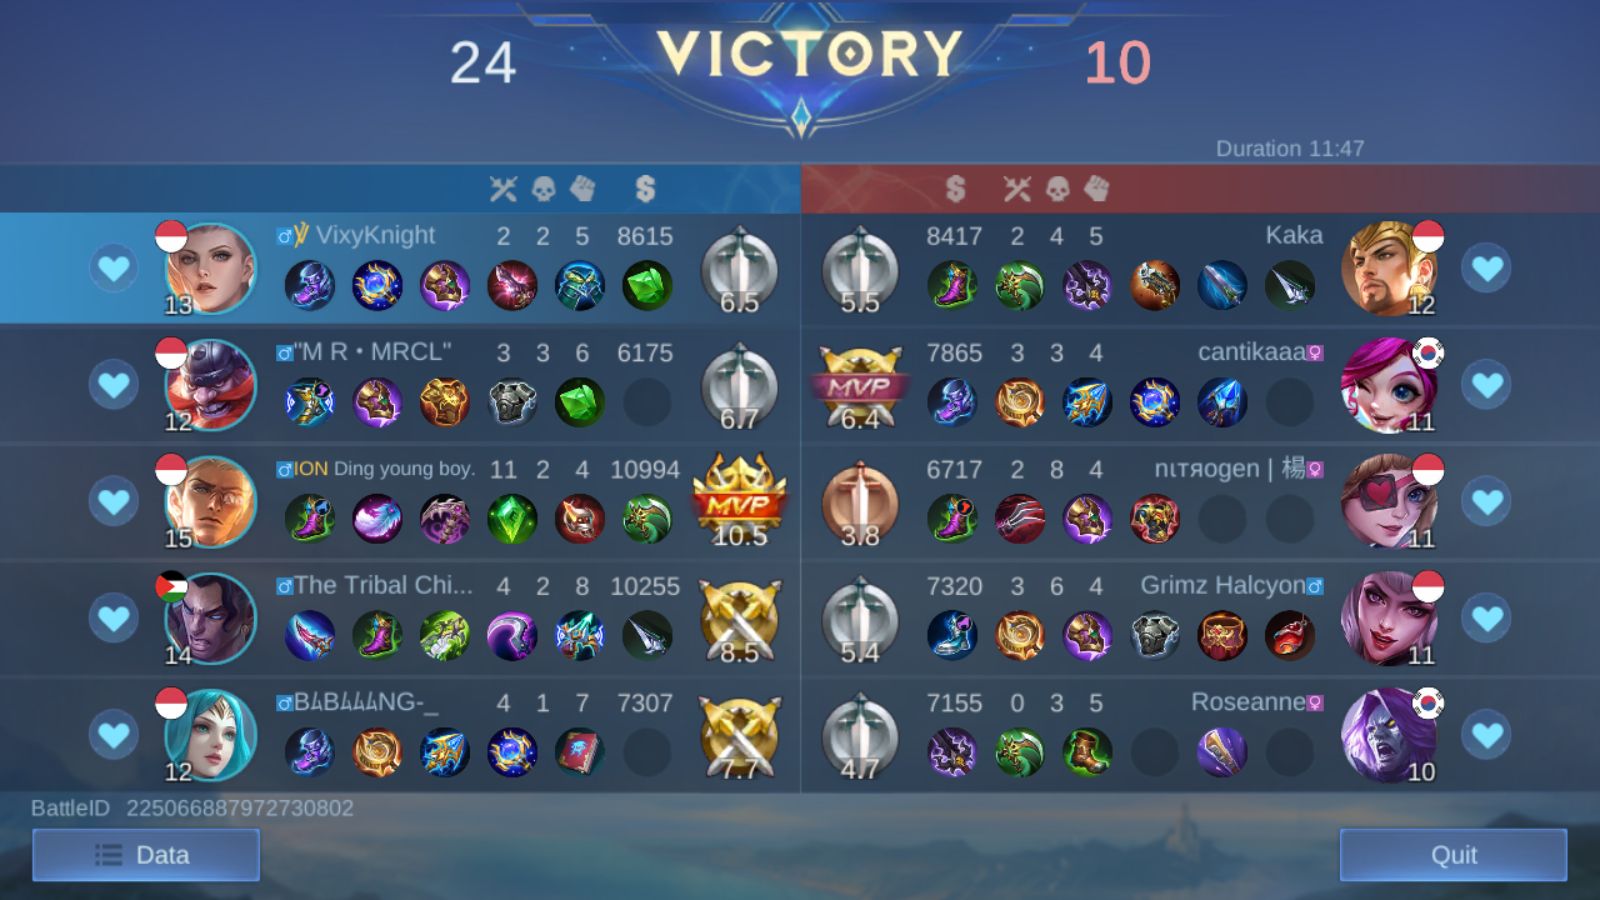 24 VICTORY 10
Duration 11:47
VixyKnight 2 2 5 8615 6.5 13
5.5 8417 2 4 5 Kaka 12
"M R • MRCL" 3 3 6 6175 6.7 12
MVP 6.4 7865 3 3 4 cantikaaa 11
ION Ding young boy. 11 2 4 10994 MVP 10.5 15
3.8 6717 2 8 4 nιтяogen | 楊 11
The Tribal Chi... 4 2 8 10255 8.5 14
5.4 7320 3 6 4 Grimz Halcyon 11
4 1 7 7307 7.7 12
4.7 7155 0 3 5 Roseanne 10
BattleID 225066887972730802
Data
Quit